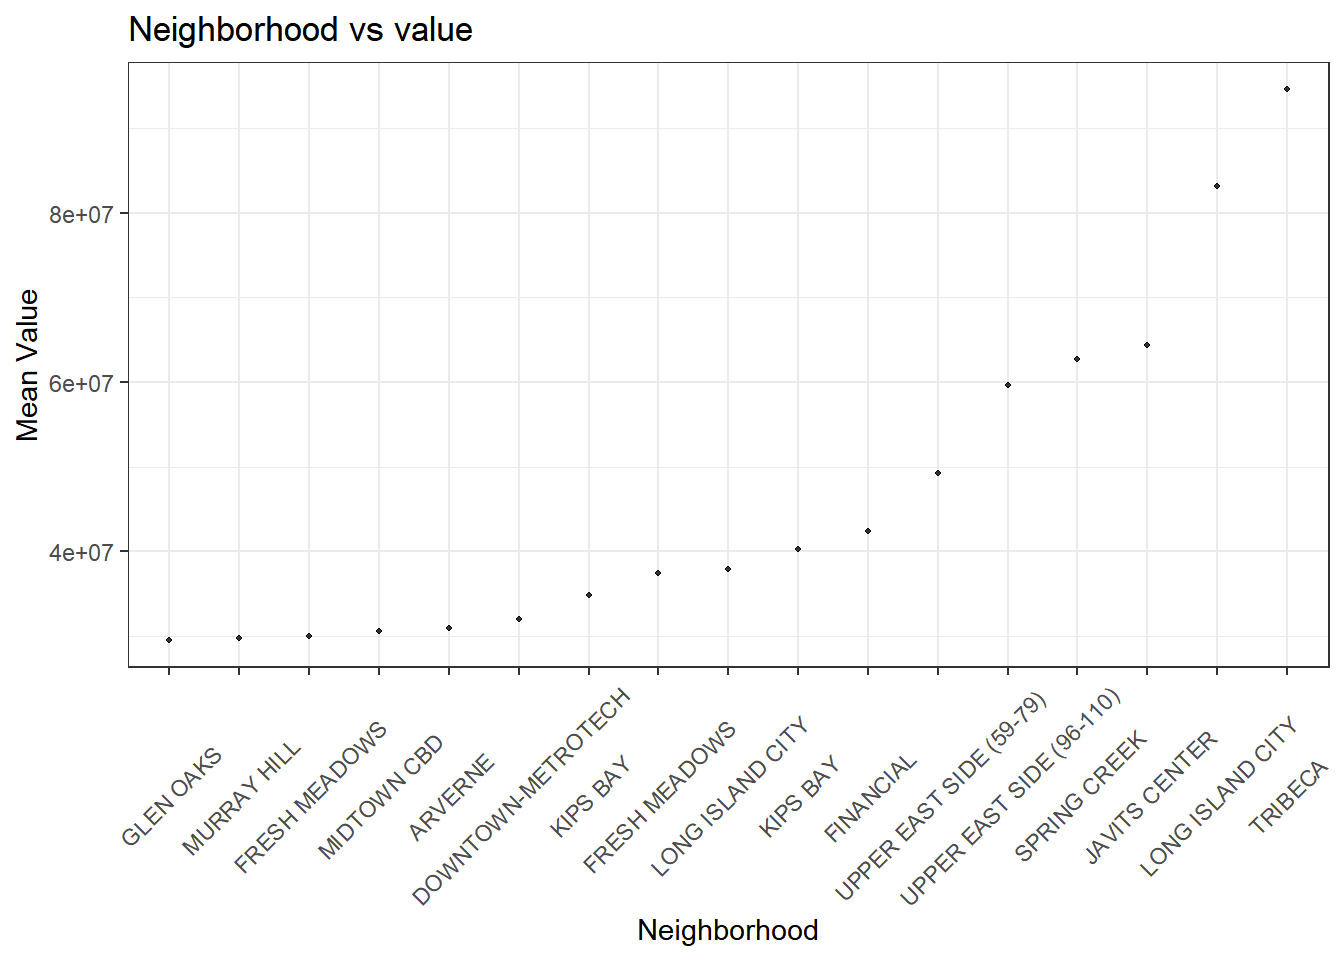 Neighborhood vs value
Mean Value
8e+07
6e+07
4e+07
GLEN OAKS
MURRAY HILL
FRESH MEADOWS
MIDTOWN CBD
ARVERNE
DOWNTOWN-METROTECH
KIPS BAY
FRESH MEADOWS
LONG ISLAND CITY
KIPS BAY
FINANCIAL
UPPER EAST SIDE (59-79)
UPPER EAST SIDE (96-110)
SPRING CREEK
JAVITS CENTER
LONG ISLAND CITY
TRIBECA
Neighborhood